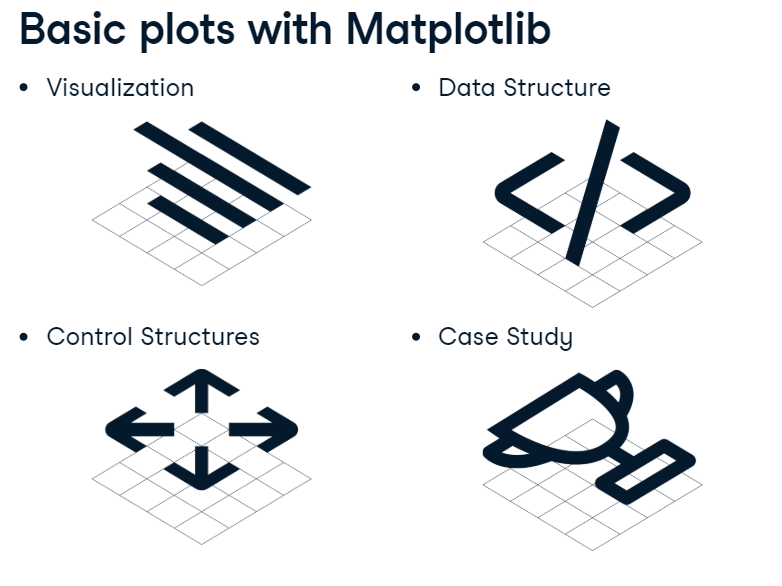 Basic plots with Matplotlib
• Visualization
• Data Structure
• Control Structures
• Case Study